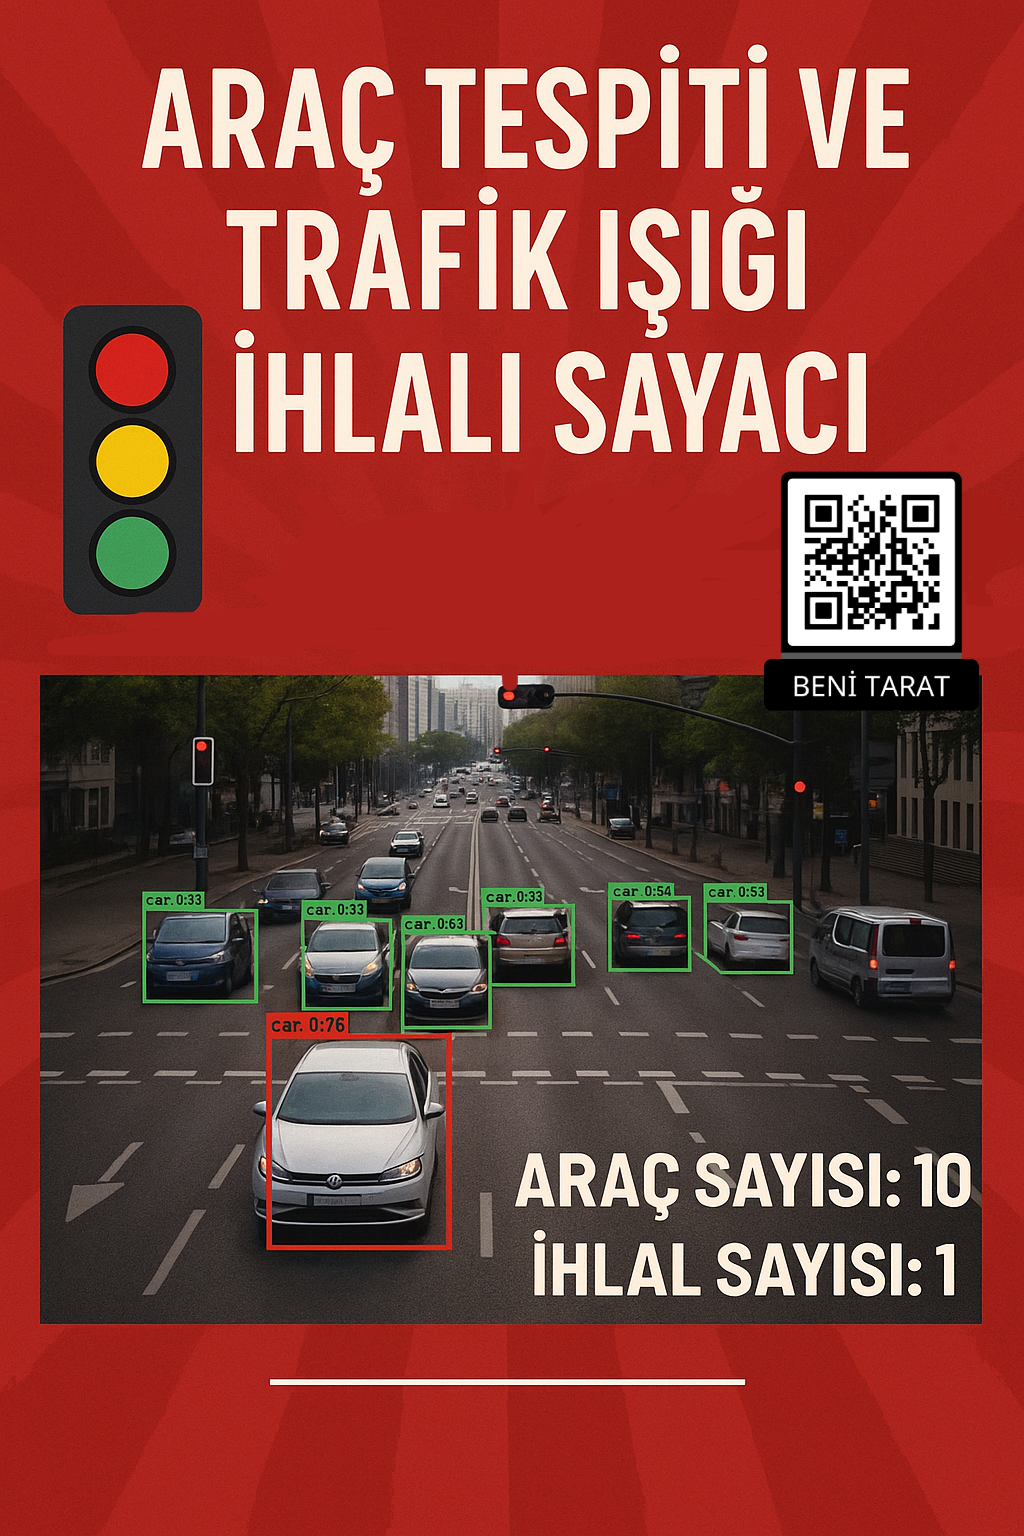 ARAÇ TESPİTİ VE
TRAFİK IŞIĞI
İHLALI SAYACI
BENİ TARAT
car. 0:33
car. 0:33
car. 0:63
car. 0:33
car. 0:54
car. 0:53
car. 0:76
ARAÇ SAYISI: 10
İHLAL SAYISI: 1